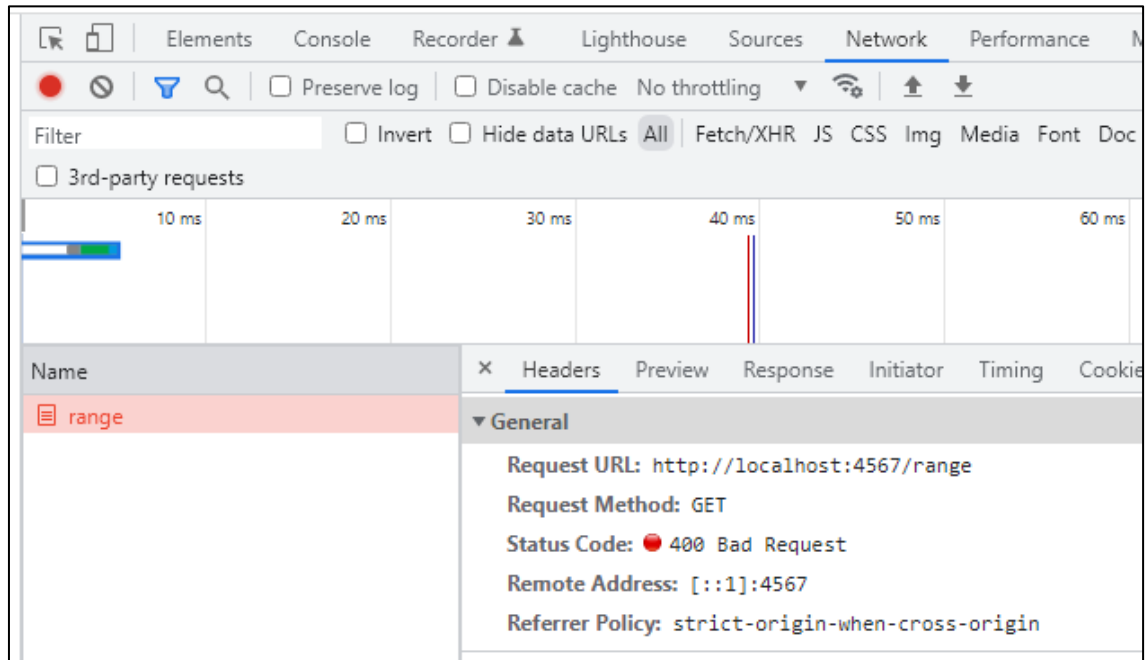 Elements Console Recorder Lighthouse Sources Network Performance
Preserve log Disable cache No throttling
Filter Invert Hide data URLs All Fetch/XHR JS CSS Img Media Font Doc
3rd-party requests
10 ms 20 ms 30 ms 40 ms 50 ms 60 ms
Name × Headers Preview Response Initiator Timing Cookie
range
General
Request URL: http://localhost:4567/range
Request Method: GET
Status Code: 400 Bad Request
Remote Address: [::1]:4567
Referrer Policy: strict-origin-when-cross-origin